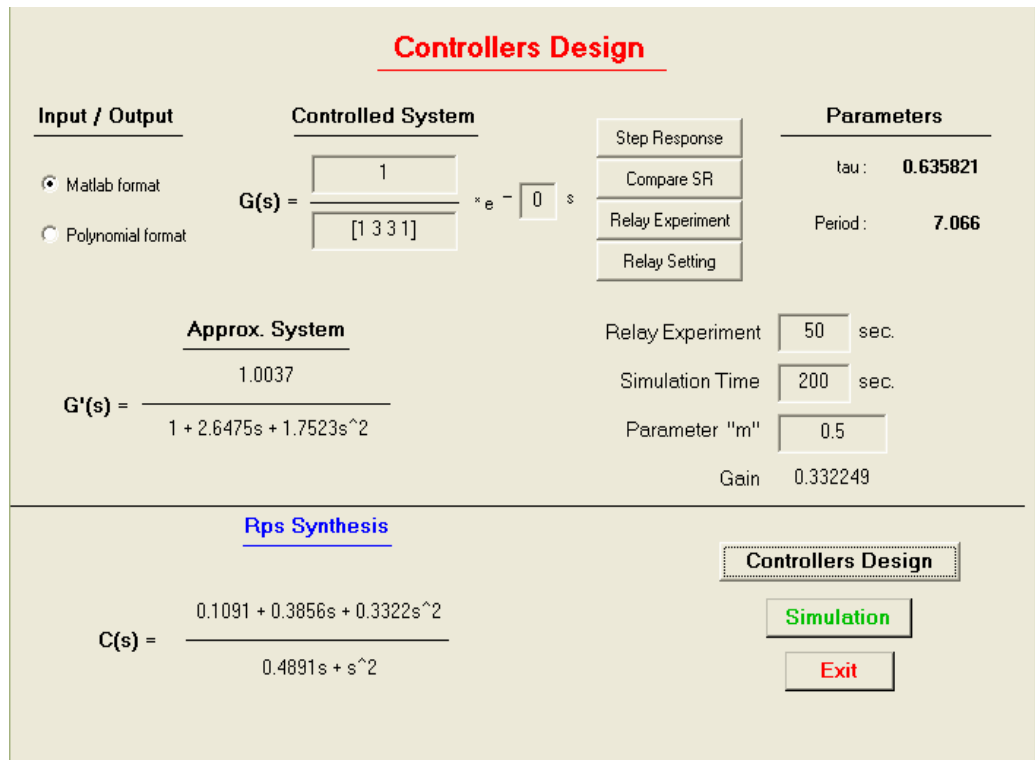 Controllers Design
Input / Output
Matlab format
Polynomial format
Controlled System
G(s) =
1
[1 3 3 1]
* e - 0 s
Step Response
Compare SR
Relay Experiment
Relay Setting
Parameters
tau : 0.635821
Period : 7.066
Approx. System
G'(s) =
1.0037
1 + 2.6475s + 1.7523s^2
Relay Experiment 50 sec.
Simulation Time 200 sec.
Parameter "m" 0.5
Gain 0.332249
Rps Synthesis
C(s) =
0.1091 + 0.3856s + 0.3322s^2
0.4891s + s^2
Controllers Design
Simulation
Exit